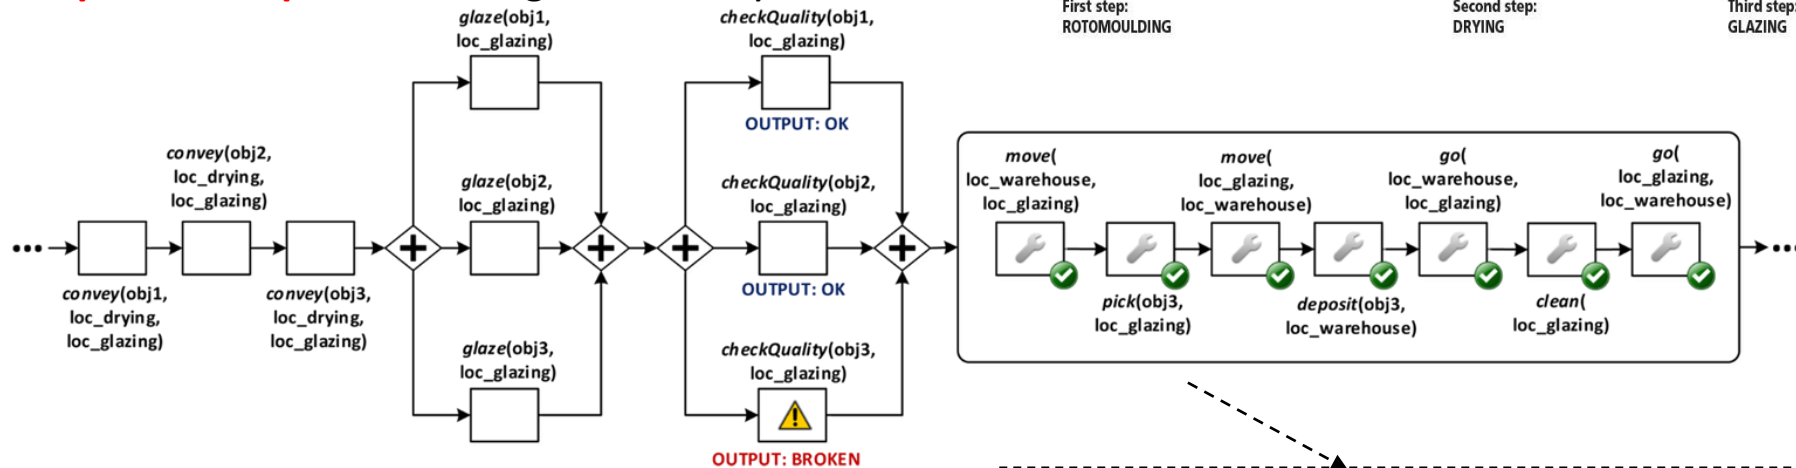 First step:
ROTOMOULDING
Second step:
DRYING
Third step:
GLAZING
convey(obj1,
loc_drying,
loc_glazing)
convey(obj2,
loc_drying,
loc_glazing)
convey(obj3,
loc_drying,
loc_glazing)
glaze(obj1,
loc_glazing)
glaze(obj2,
loc_glazing)
glaze(obj3,
loc_glazing)
checkQuality(obj1,
loc_glazing)
OUTPUT: OK
checkQuality(obj2,
loc_glazing)
OUTPUT: OK
checkQuality(obj3,
loc_glazing)
OUTPUT: BROKEN
move(
loc_warehouse,
loc_glazing)
pick(obj3,
loc_glazing)
move(
loc_glazing,
loc_warehouse)
deposit(obj3,
loc_warehouse)
go(
loc_warehouse,
loc_glazing)
clean(
loc_glazing)
go(
loc_glazing,
loc_warehouse)